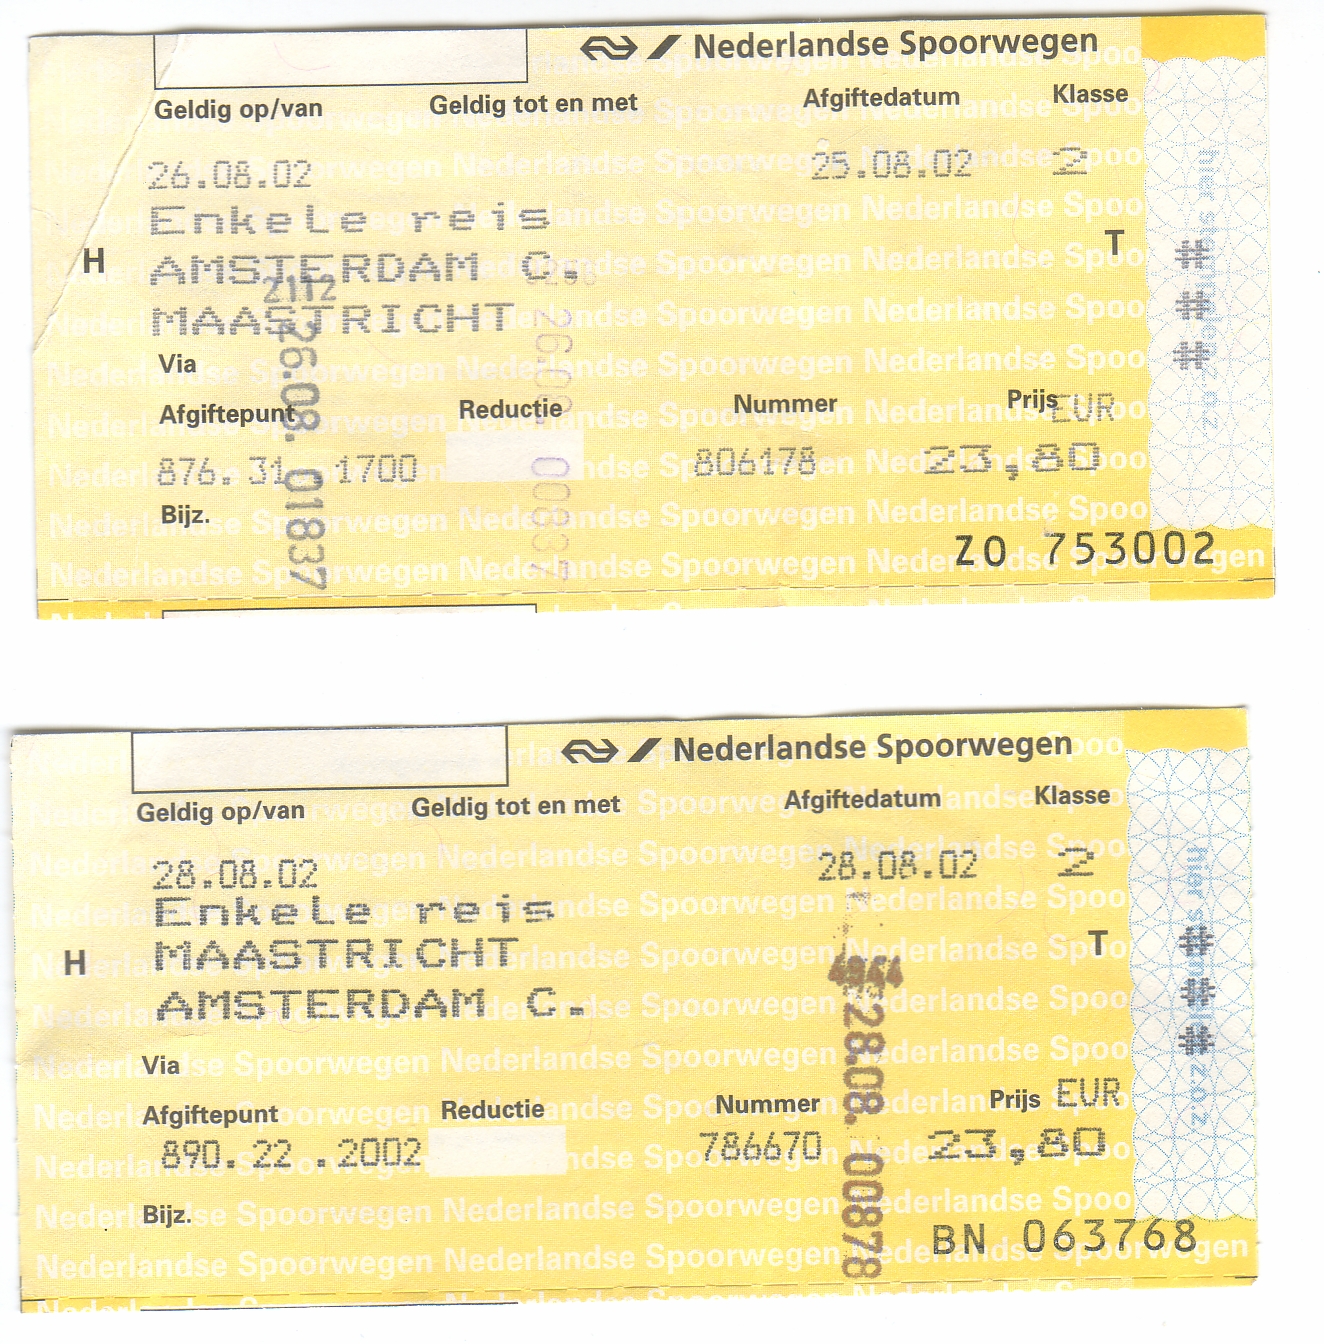 Nederlandse Spoorwegen
Geldig op/van Geldig tot en met Afgiftedatum Klasse
26.08.02 25.08.02 2
Enkele reis
H AMSTERDAM C. T
2112
MAASTRICHT
26.08. 01837
Via
Afgiftepunt Reductie Nummer Prijs EUR
876.31 1700 806178 23,80
Bijz.
ZO 753002
Nederlandse Spoorwegen
Geldig op/van Geldig tot en met Afgiftedatum Klasse
28.08.02 28.08.02 2
Enkele reis
H MAASTRICHT T
AMSTERDAM C.
4944
28.08. 00878
Via
Afgiftepunt Reductie Nummer Prijs EUR
890.22 .2002 786670 23,80
Bijz.
BN 063768